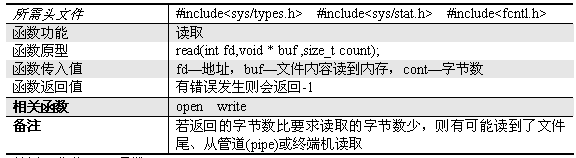 所需头文件 #include<sys/types.h> #include<sys/stat.h> #include<fcntl.h>
函数功能 读取
函数原型 read(int fd,void * buf ,size_t count);
函数传入值 fd—地址，buf—文件内容读到内存，cont—字节数
函数返回值 有错误发生则会返回-1
相关函数 open write
备注 若返回的字节数比要求读取的字节数少，则有可能读到了文件
尾、从管道(pipe)或终端机读取